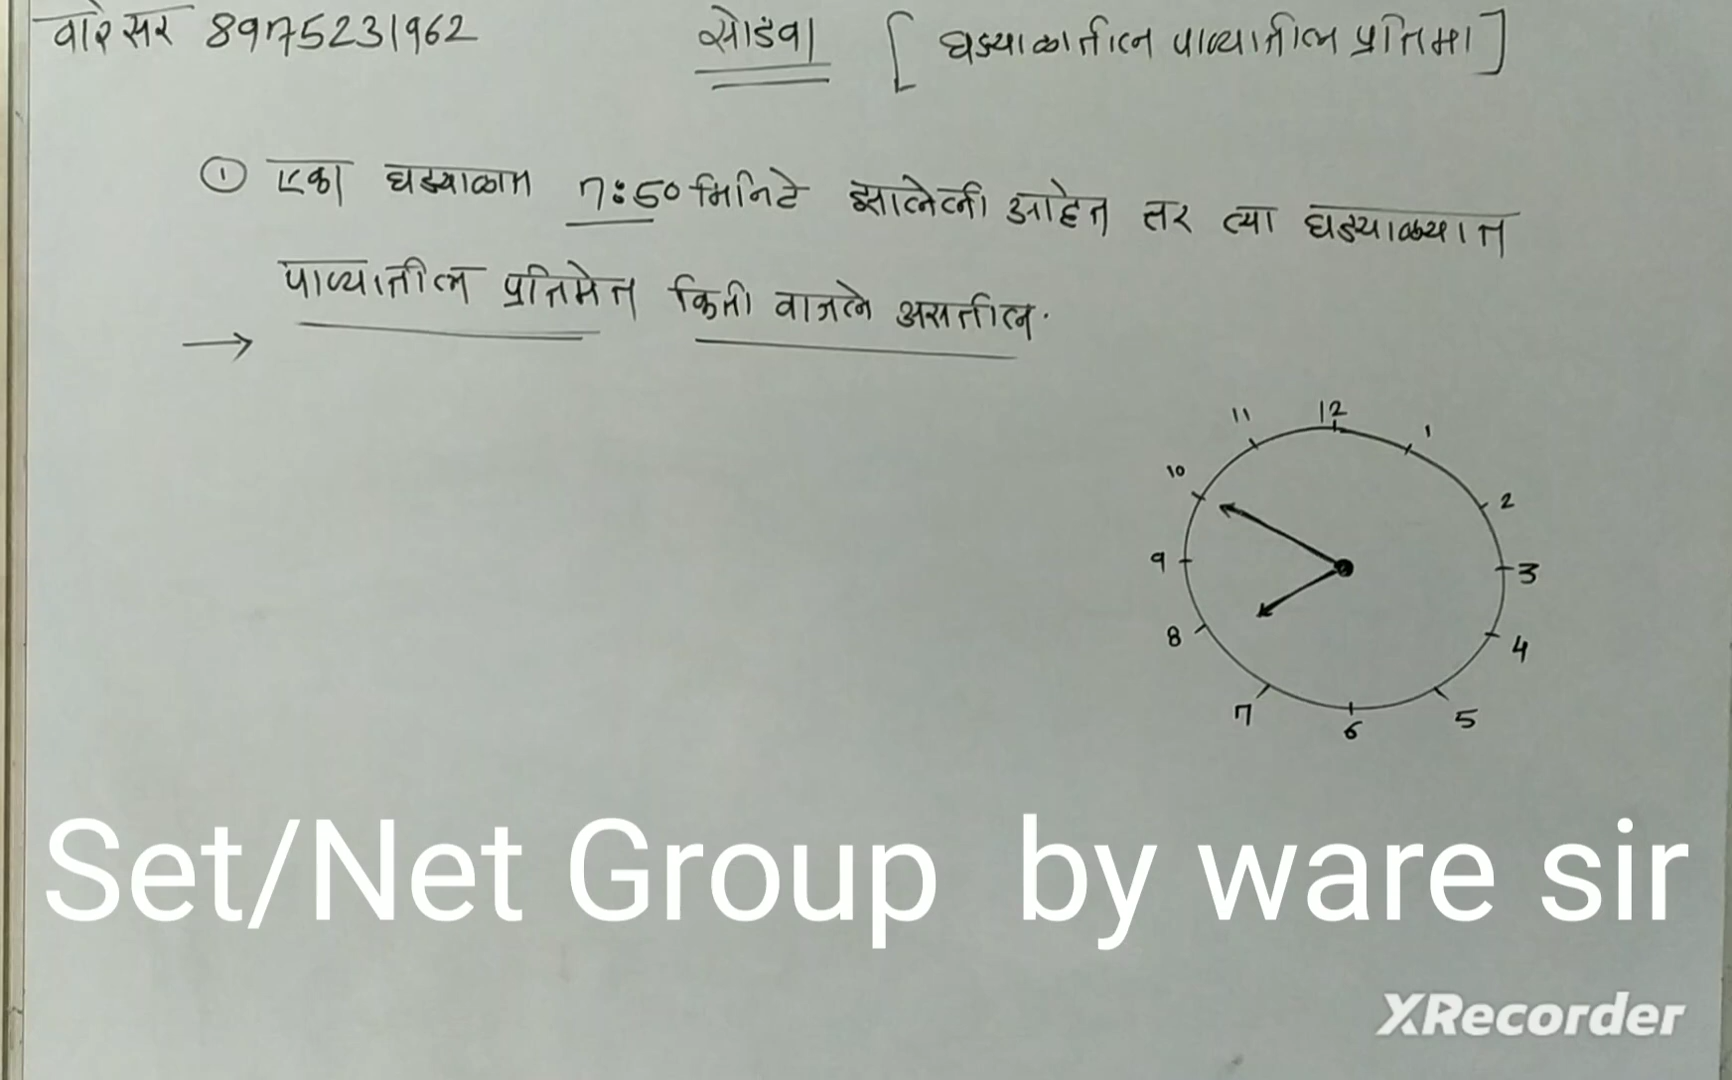 वारे सर 8975231962 सोडवा [घड्याळातील पाण्यातील प्रतिमा]
① एका घड्याळात 7:50 मिनिटे झालेली आहेत तर त्या घड्याळ्यात
पाण्यातील प्रतिमेत किती वाजले असतील.
→
12
11 1
10 2
9 3
8 4
7 5
6
Set/Net Group by ware sir
XRecorder